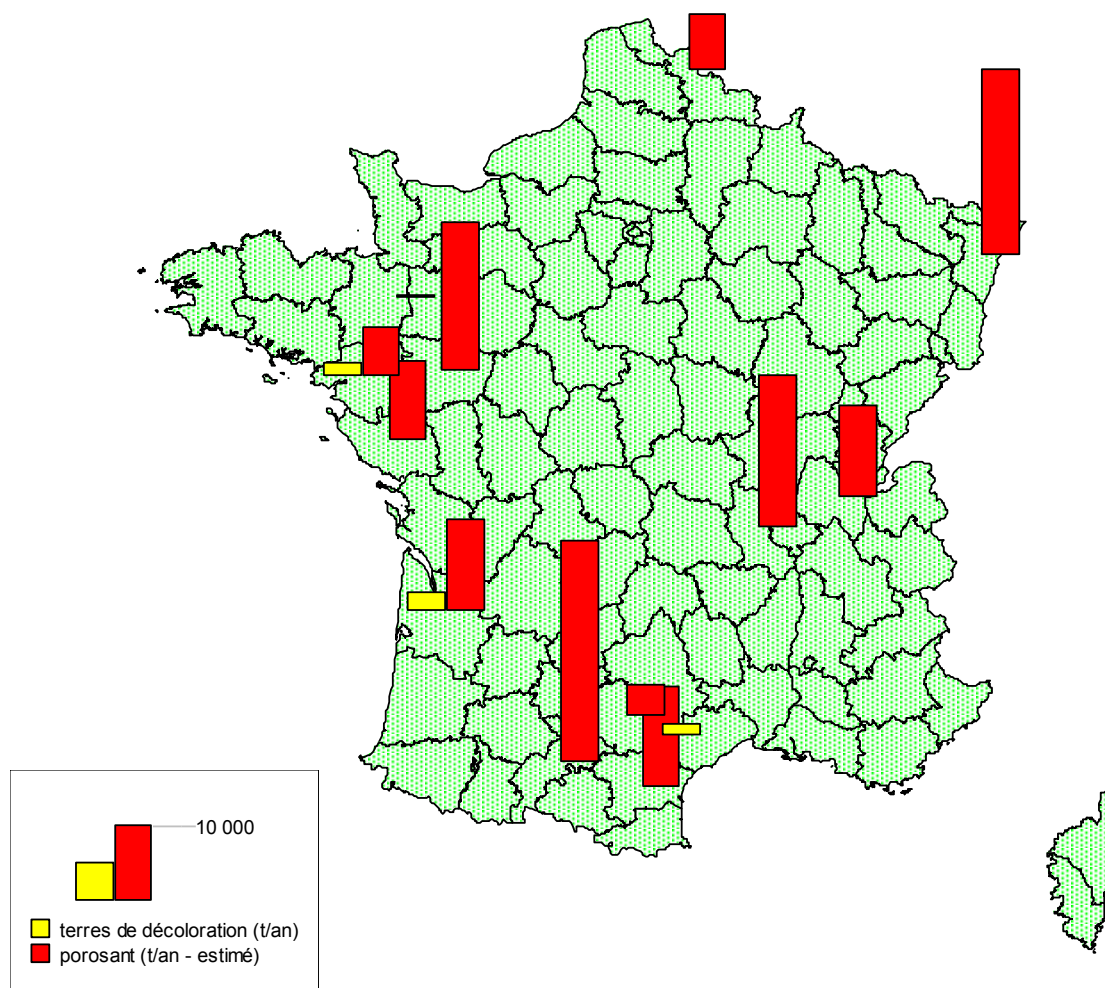 10 000
terres de décoloration (t/an)
porosant (t/an - estimé)